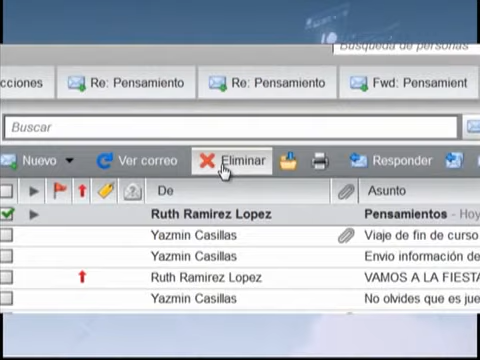 Búsqueda de personas
cciones Re: Pensamiento Re: Pensamiento Fwd: Pensamient
Buscar
Nuevo Ver correo Eliminar Responder
De Asunto
Ruth Ramirez Lopez Pensamientos - Hoy
Yazmin Casillas Viaje de fin de curso
Yazmin Casillas Envio información de
Ruth Ramirez Lopez VAMOS A LA FIESTA
Yazmin Casillas No olvides que es jue